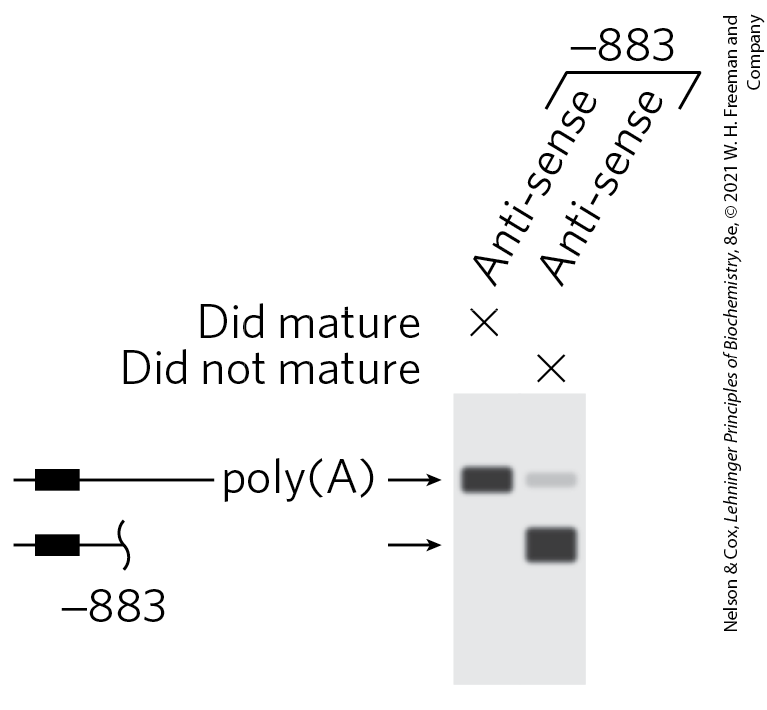 –883
Anti-sense
Anti-sense
Did mature ×
Did not mature ×
poly(A)
–883
Nelson & Cox, Lehninger Principles of Biochemistry, 8e, © 2021 W. H. Freeman and
Company